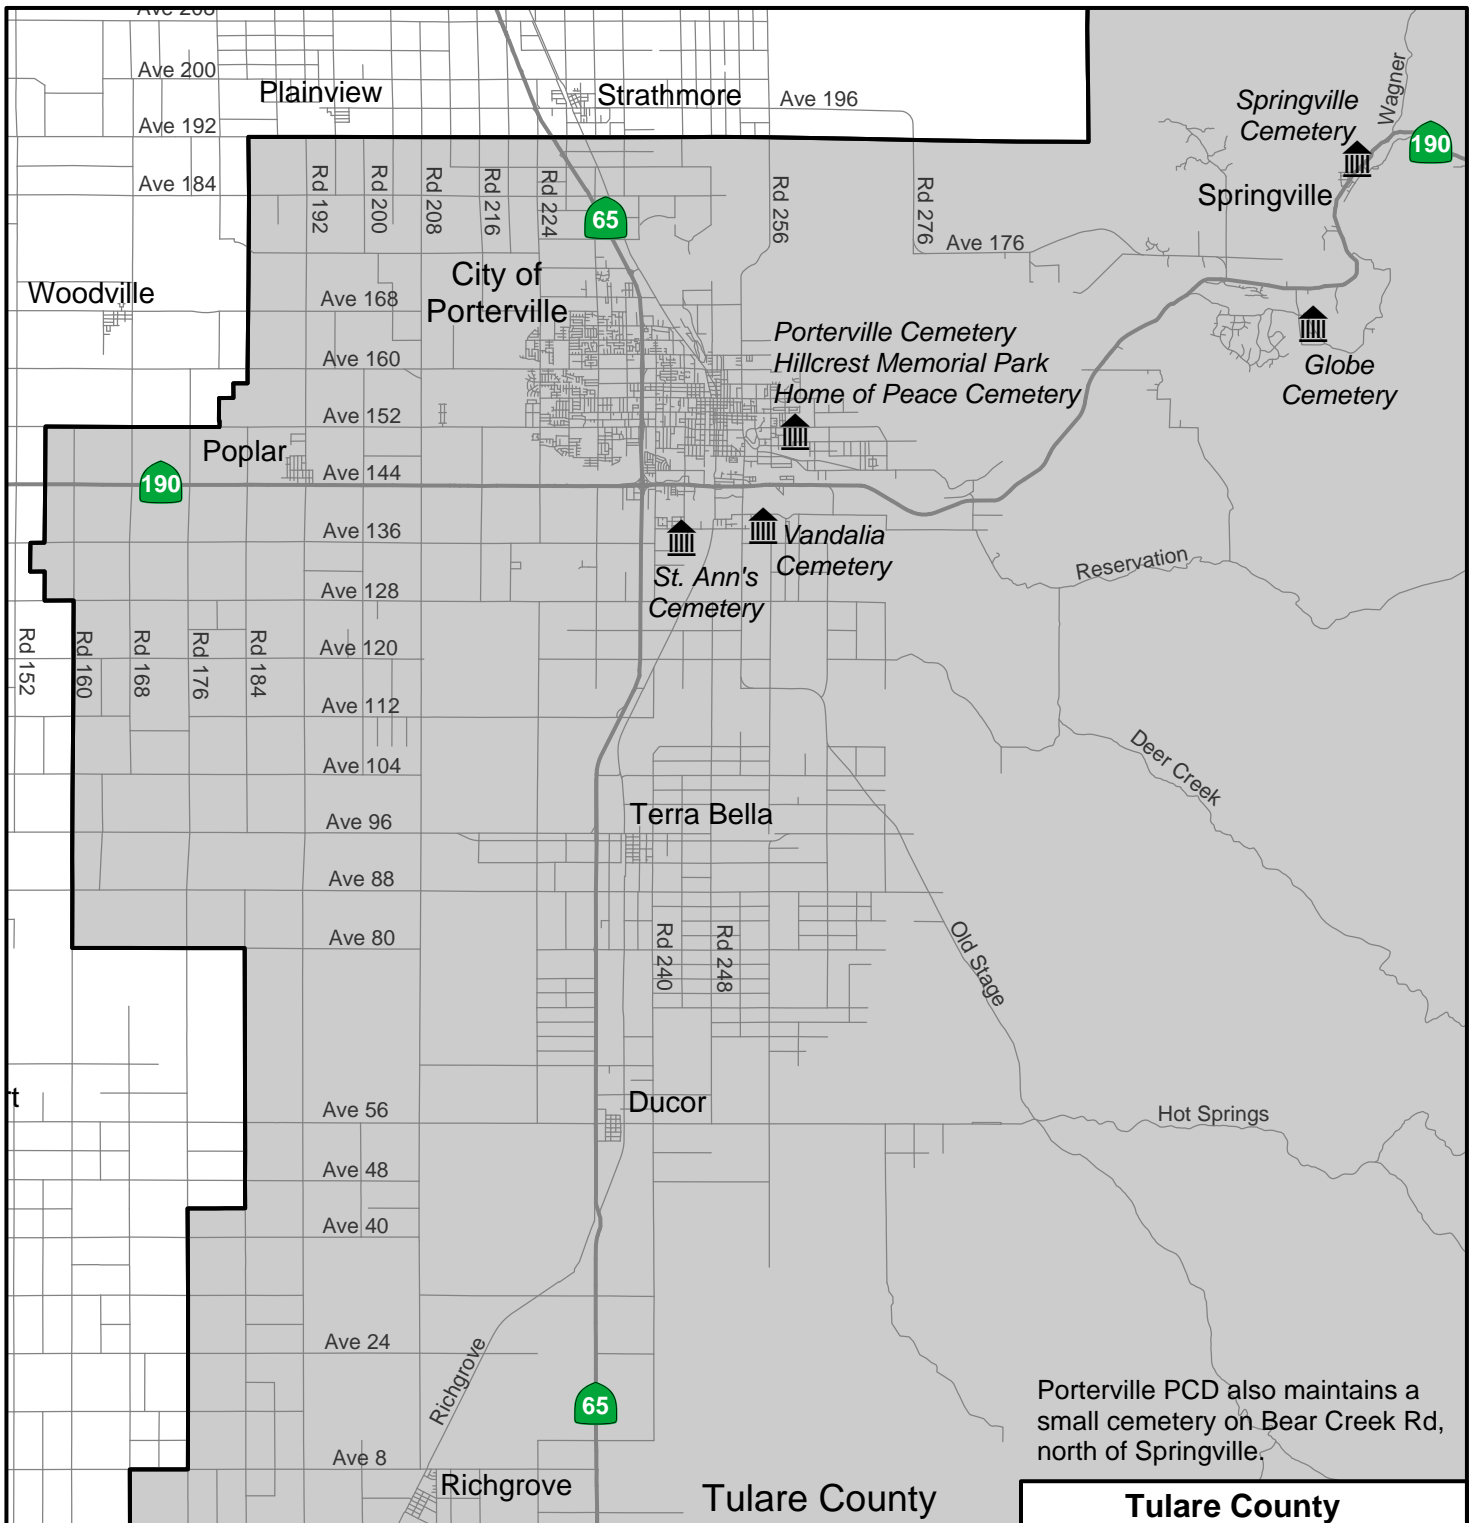 Ave 208
Ave 200
Plainview
Strathmore
Ave 196
Wagner
Springville
Cemetery
190
Ave 192
Ave 184
Rd 192
Rd 200
Rd 208
Rd 216
Rd 224
65
Rd 256
Rd 276
Springville
Ave 176
Woodville
City of
Porterville
Ave 168
Porterville Cemetery
Hillcrest Memorial Park
Home of Peace Cemetery
Globe
Cemetery
Ave 160
Ave 152
Poplar
190
Ave 144
Ave 136
Vandalia
Cemetery
St. Ann's
Cemetery
Reservation
Ave 128
Rd 152
Rd 160
Rd 168
Rd 176
Rd 184
Ave 120
Ave 112
Deer Creek
Ave 104
Terra Bella
Ave 96
Ave 88
Ave 80
Rd 240
Rd 248
Old Stage
rt
Ave 56
Ducor
Hot Springs
Ave 48
Ave 40
Ave 24
Richgrove
65
Porterville PCD also maintains a
small cemetery on Bear Creek Rd,
north of Springville.
Ave 8
Richgrove
Tulare County
Tulare County